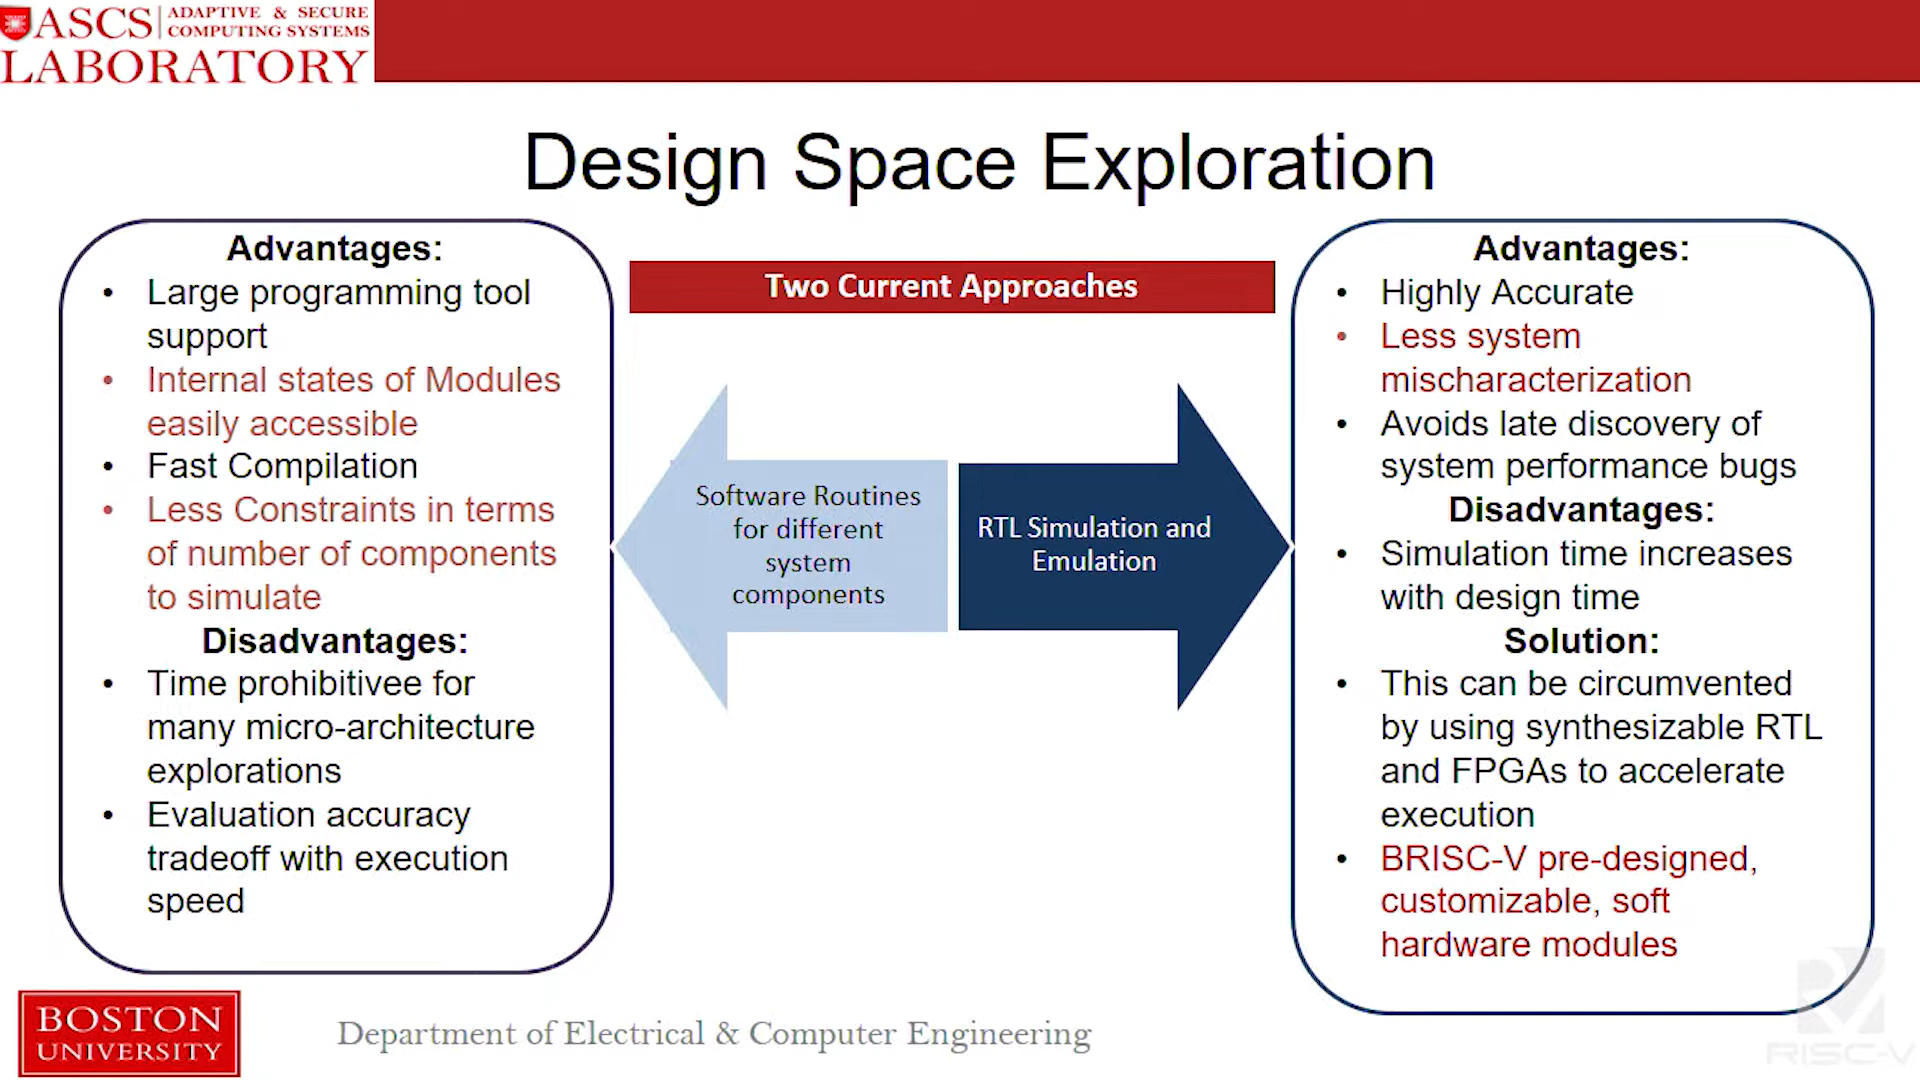 ASCS
ADAPTIVE & SECURE
COMPUTING SYSTEMS
LABORATORY
Design Space Exploration
Advantages:
• Large programming tool
support
• Internal states of Modules
easily accessible
• Fast Compilation
• Less Constraints in terms
of number of components
to simulate
Disadvantages:
• Time prohibitivee for
many micro-architecture
explorations
• Evaluation accuracy
tradeoff with execution
speed
Two Current Approaches
Software Routines
for different
system
components
RTL Simulation and
Emulation
Advantages:
• Highly Accurate
• Less system
mischaracterization
• Avoids late discovery of
system performance bugs
Disadvantages:
• Simulation time increases
with design time
Solution:
• This can be circumvented
by using synthesizable RTL
and FPGAs to accelerate
execution
• BRISC-V pre-designed,
customizable, soft
hardware modules
BOSTON
UNIVERSITY
Department of Electrical & Computer Engineering
RISC-V